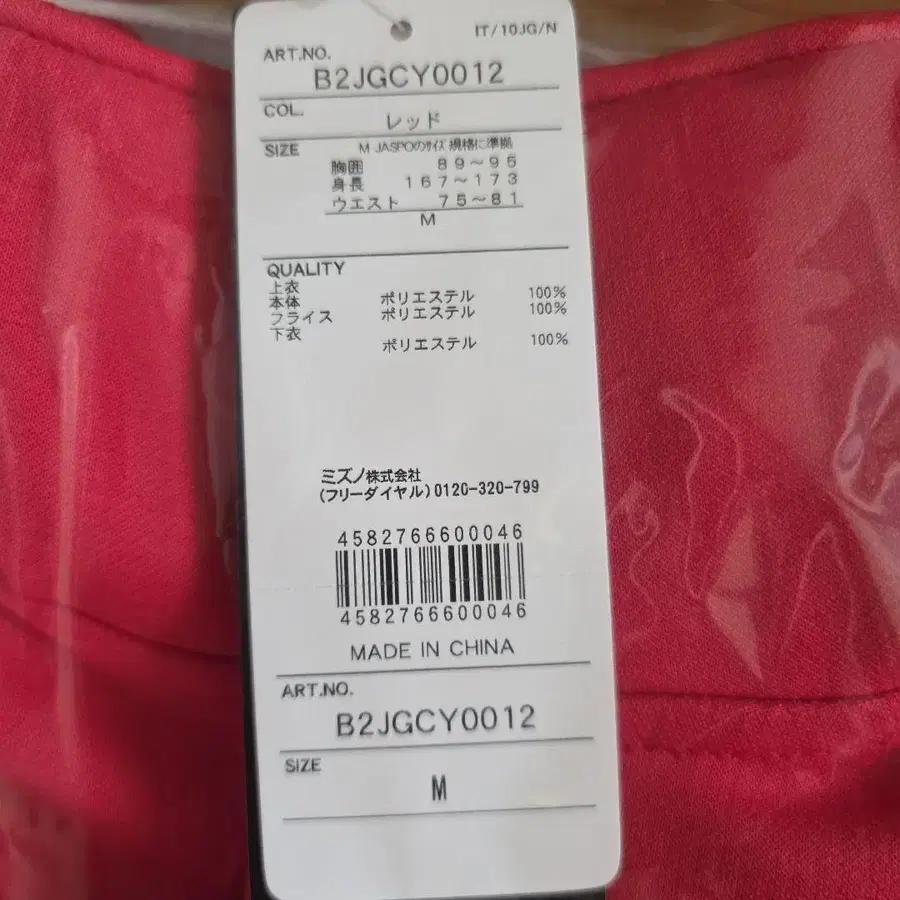 IT/10JG/N
ART.NO.
B2JGCY0012
COL.
レッド
SIZE
M JASPOのサイズ規格に準拠
胸囲 89~95
身長 167~173
ウエスト 75~81
M
QUALITY
上衣
本体 ポリエステル 100%
フライス ポリエステル 100%
下衣
ポリエステル 100%
ミズノ株式会社
(フリーダイヤル)0120-320-799
4582766600046
4582766600046
MADE IN CHINA
ART.NO.
B2JGCY0012
SIZE
M